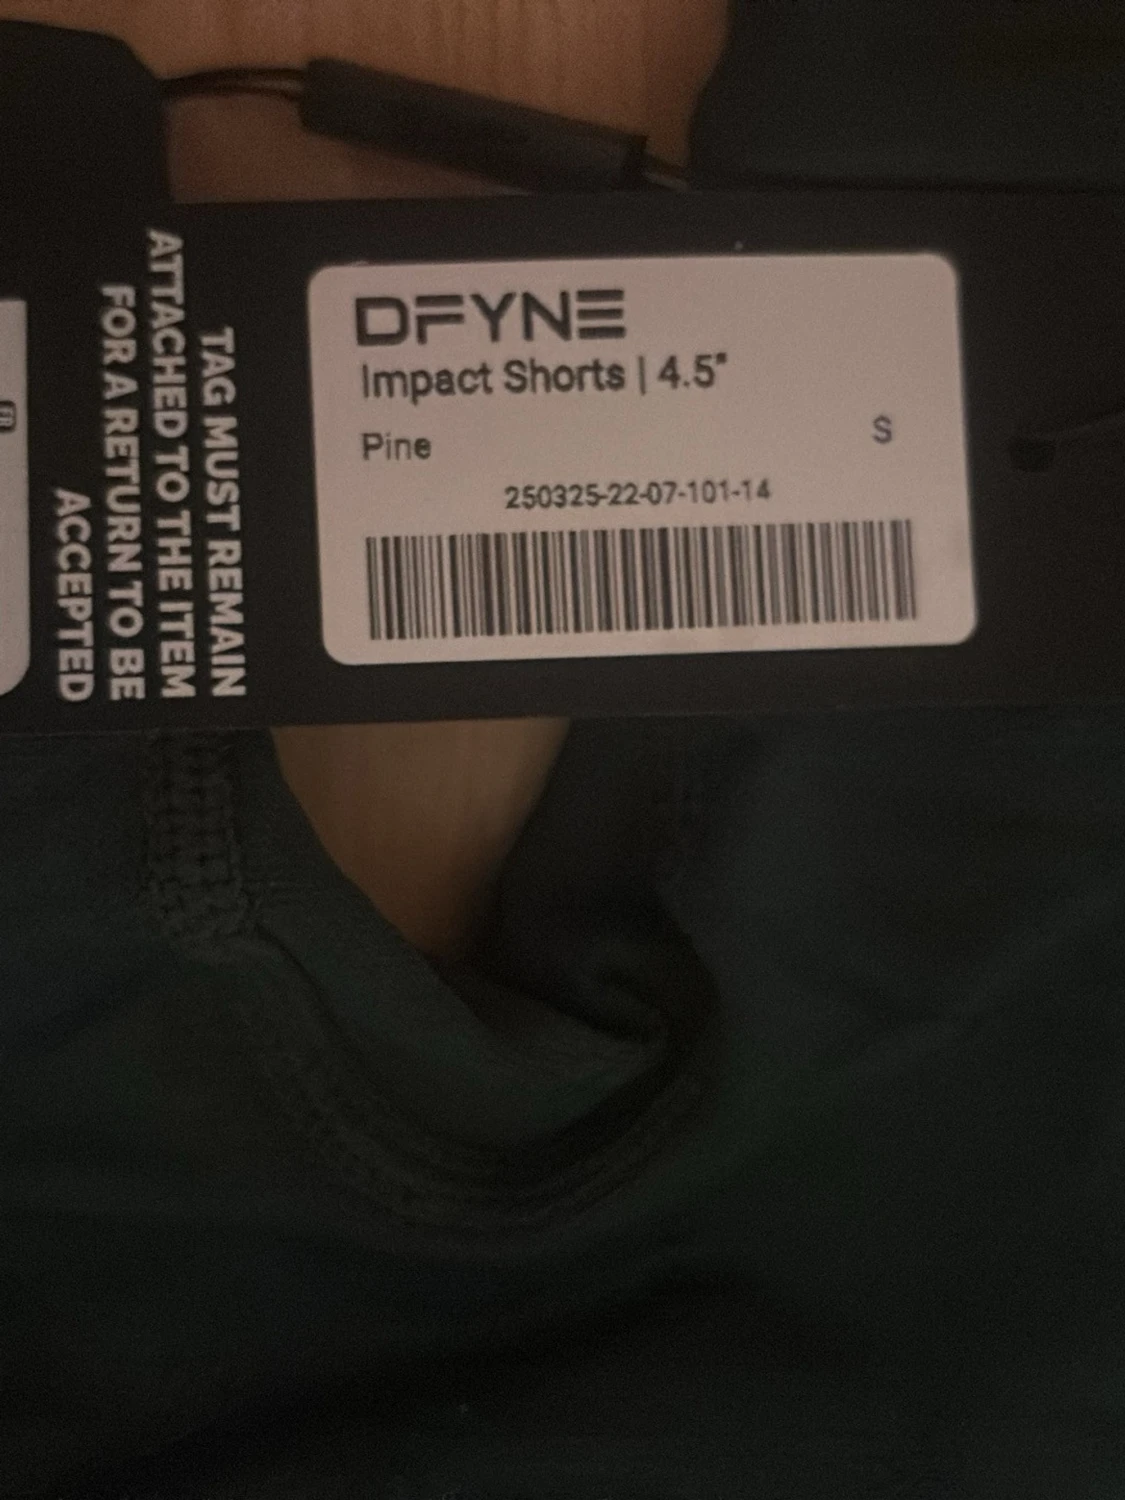 DFYNE
Impact Shorts | 4.5"
Pine
S
250325-22-07-101-14
TAG MUST REMAIN
ATTACHED TO THE ITEM
FOR A RETURN TO BE
ACCEPTED
FR